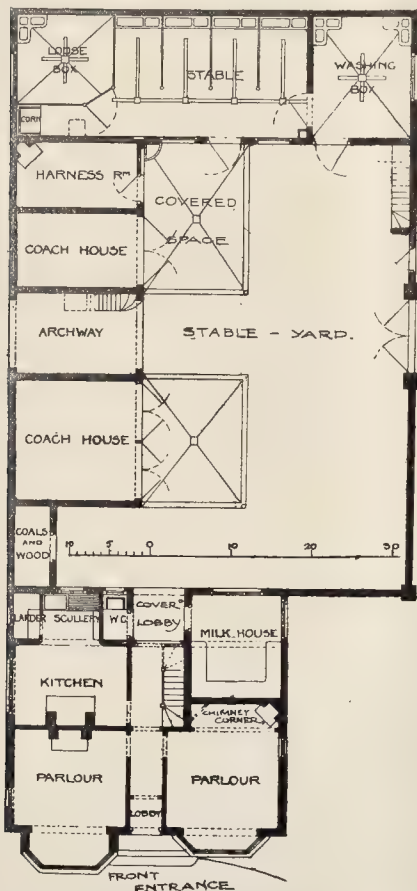 LOOSE
BOX
STABLE
WASHING
BOX
CORN
HARNESS RM
COVERED
SPACE
COACH HOUSE
ARCHWAY
STABLE - YARD.
COACH HOUSE
COALS
AND
WOOD
10 5 0 10 20 30
LARDER
SCULLERY
W.C
COVERD
LOBBY
MILK HOUSE
KITCHEN
CHIMNEY
CORNER
PARLOUR
PARLOUR
LOBBY
FRONT
ENTRANCE